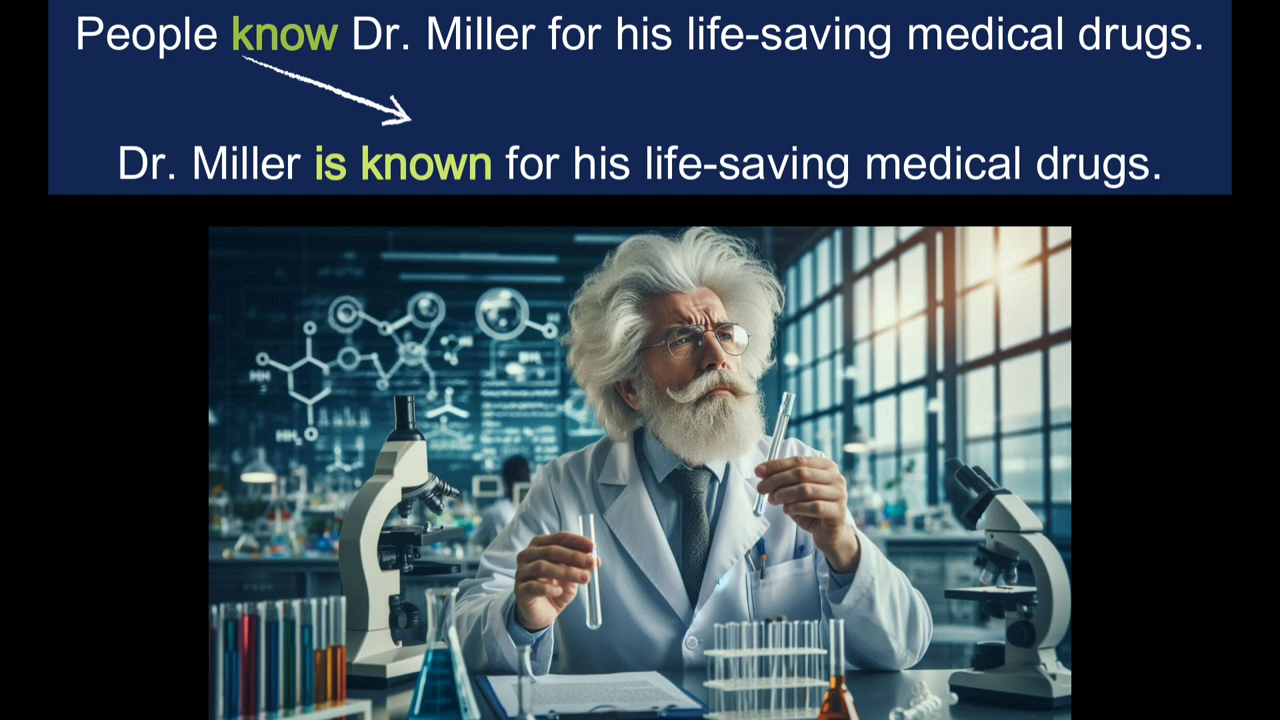 People know Dr. Miller for his life-saving medical drugs.
Dr. Miller is known for his life-saving medical drugs.